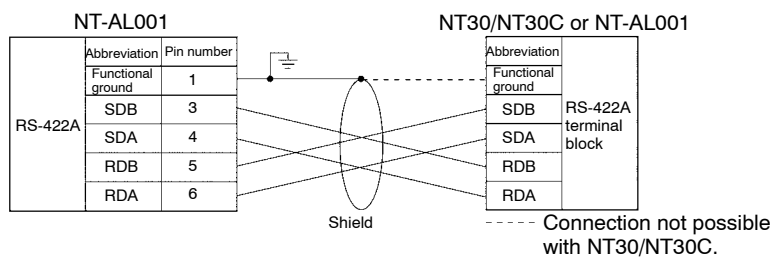 NT-AL001
NT30/NT30C or NT-AL001
RS-422A
Abbreviation Pin number
Functional ground 1
SDB 3
SDA 4
RDB 5
RDA 6
Shield
Abbreviation
Functional ground
SDB
SDA
RDB
RDA
RS-422A terminal block
Connection not possible
with NT30/NT30C.